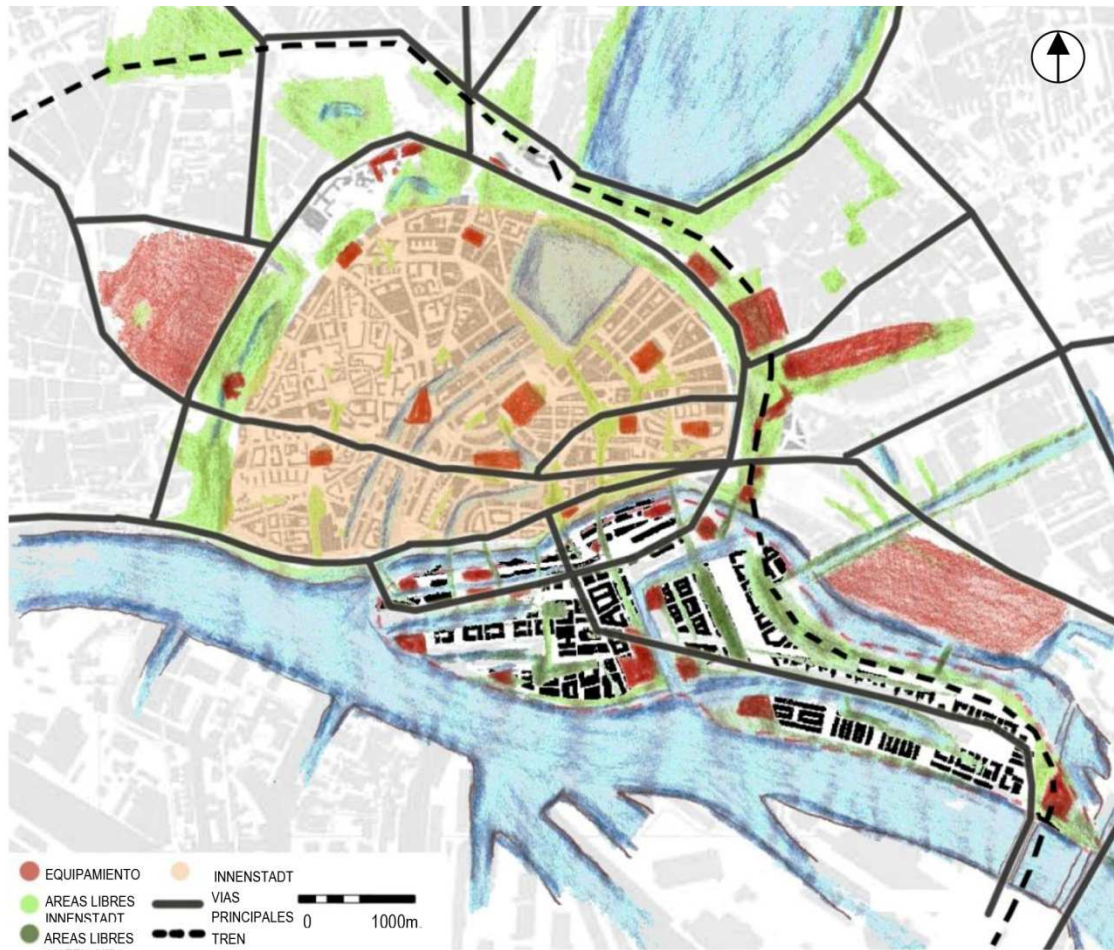 EQUIPAMIENTO
AREAS LIBRES
INNENSTADT
AREAS LIBRES
INNENSTADT
VIAS
PRINCIPALES
TREN
0 1000m.